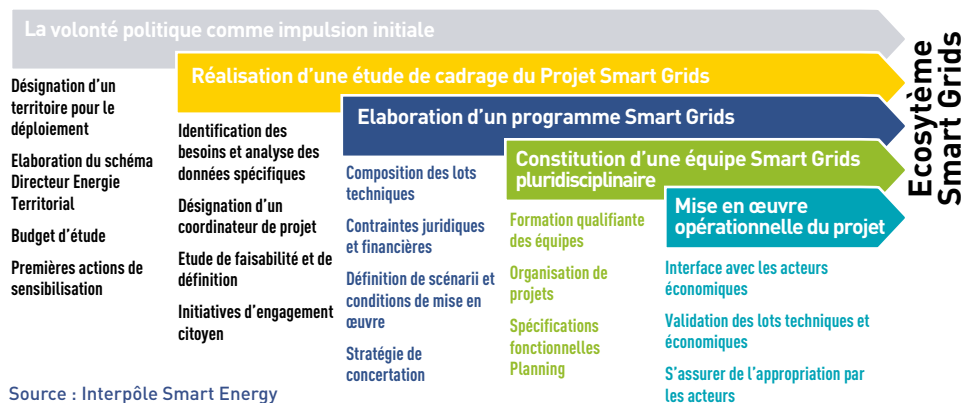 La volonté politique comme impulsion initiale
Désignation d'un
territoire pour le
déploiement
Elaboration du schéma
Directeur Energie
Territorial
Budget d'étude
Premières actions de
sensibilisation
Réalisation d'une étude de cadrage du Projet Smart Grids
Identification des
besoins et analyse des
données spécifiques
Désignation d'un
coordinateur de projet
Etude de faisabilité et de
définition
Initiatives d'engagement
citoyen
Elaboration d'un programme Smart Grids
Composition des lots
techniques
Contraintes juridiques
et financières
Définition de scénarii et
conditions de mise en
œuvre
Stratégie de
concertation
Constitution d'une équipe Smart Grids
pluridisciplinaire
Formation qualifiante
des équipes
Organisation de
projets
Spécifications
fonctionnelles
Planning
Mise en œuvre
opérationnelle du projet
Interface avec les acteurs
économiques
Validation des lots techniques et
économiques
S'assurer de l'appropriation par
les acteurs
Ecosytème
Smart Grids
Source : Interpôle Smart Energy